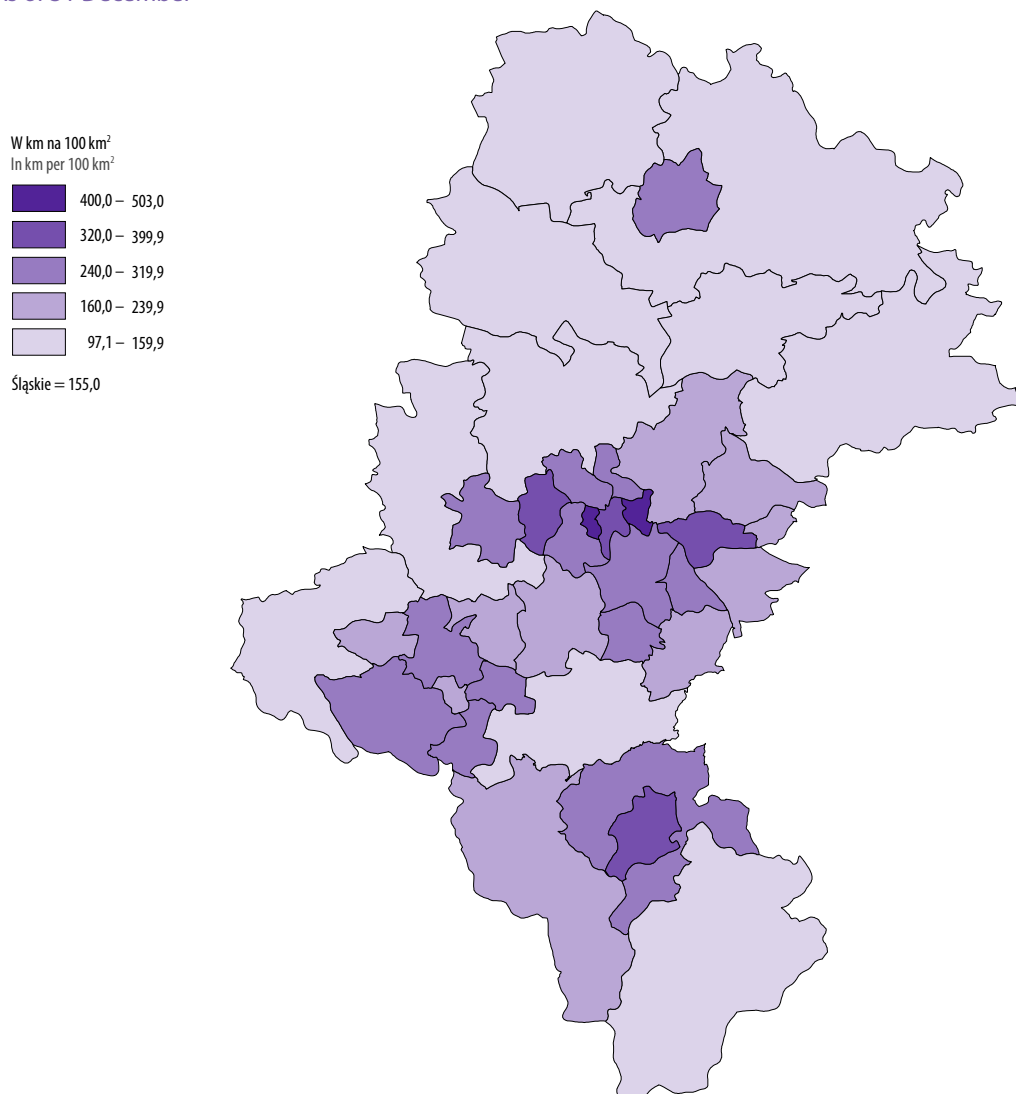 W km na 100 km²
In km per 100 km²
400,0 – 503,0
320,0 – 399,9
240,0 – 319,9
160,0 – 239,9
97,1 – 159,9
Śląskie = 155,0